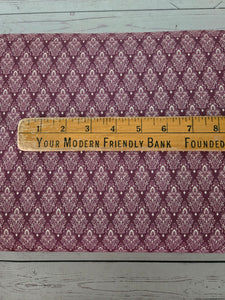 1 2 3 4 5 6 7 8
YOUR MODERN FRIENDLY BANK FOUNDED